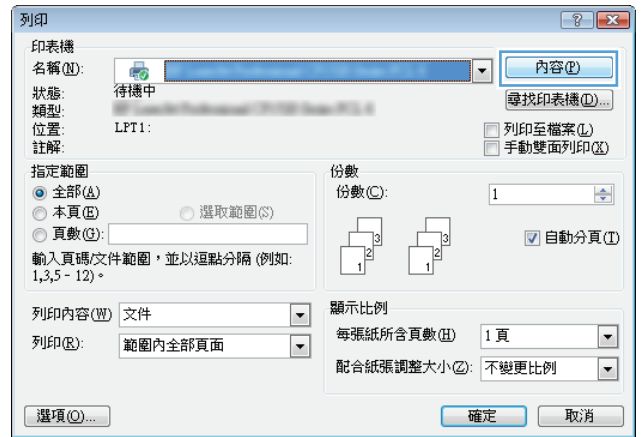 列印
印表機
名稱(N):
內容(P)
狀態:
待機中
尋找印表機(D)...
類型:
位置:
LPT1:
列印至檔案(L)
註解:
手動雙面列印(X)
指定範圍
全部(A)
本頁(E)
選取範圍(S)
頁數(G):
輸入頁碼/文件範圍，並以逗點分隔 (例如:
1,3,5 - 12)。
份數
份數(C):
1
3
2
1
3
2
1
自動分頁(T)
列印內容(W)
文件
列印(R):
範圍內全部頁面
顯示比例
每張紙所含頁數(H)
1 頁
配合紙張調整大小(Z):
不變更比例
選項(O)...
確定
取消